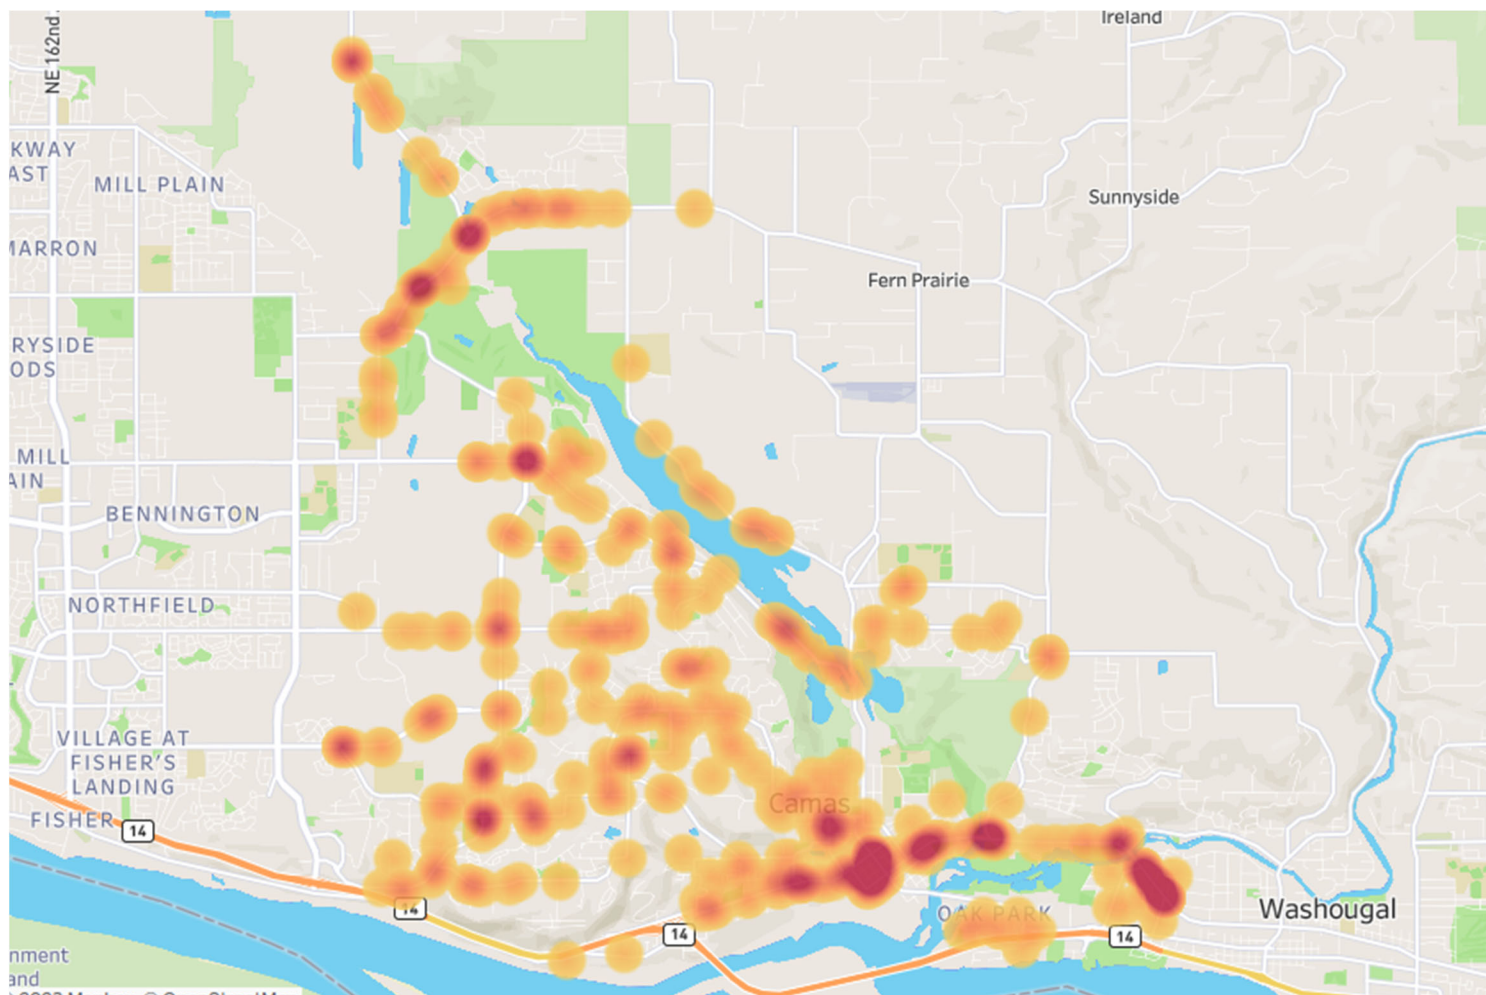 Ireland
NE 162nd
KWAY
AST
MILL PLAIN
Sunnyside
MARRON
Fern Prairie
RYSIDE
ODS
MILL
AIN
BENNINGTON
NORTHFIELD
VILLAGE AT
FISHER'S
LANDING
FISHER
14
Camas
14
OAK PARK
Washougal
14
14
nment
and